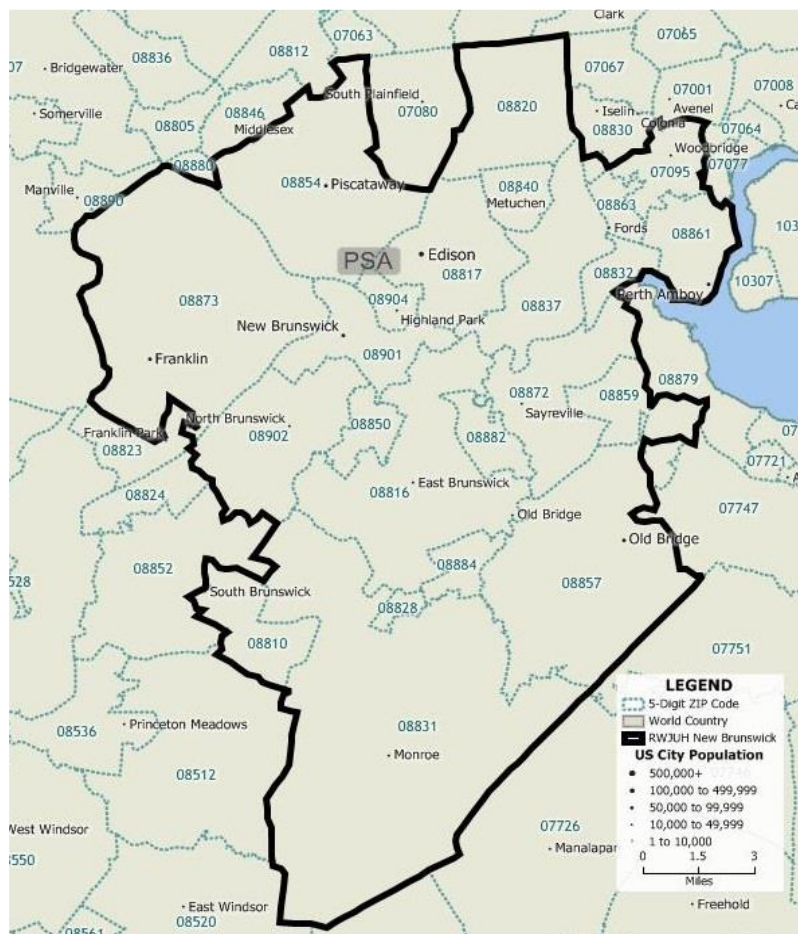 Clark
07063
07065
08836
08812
07
Bridgewater
07067
07008
South Plainfield
07001
07080
08820
Avenel
Somerville
08846
Iselin
Colonia
08805
Middlesex
08830
07064
Woodbridge
08880
07077
07095
08854
Piscataway
08840
Manville
08890
Metuchen
08863
Fords
08861
103
PSA
Edison
08817
08832
10307
08873
Perth Amboy
08904
08837
Highland Park
New Brunswick
08901
Franklin
08879
08872
08859
Sayreville
North Brunswick
08850
Franklin Park
08902
08882
08823
07721
08824
08816
East Brunswick
07747
Old Bridge
Old Bridge
08852
08884
528
08857
South Brunswick
08828
08810
07751
LEGEND
5-Digit ZIP Code
World Country
RWJUH New Brunswick
US City Population
500,000+
100,000 to 499,999
50,000 to 99,999
10,000 to 49,999
1 to 10,000
0 1.5 3
Miles
08536
Princeton Meadows
08831
Monroe
08512
West Windsor
07726
Manalapan
8550
East Windsor
Freehold
08520
08561